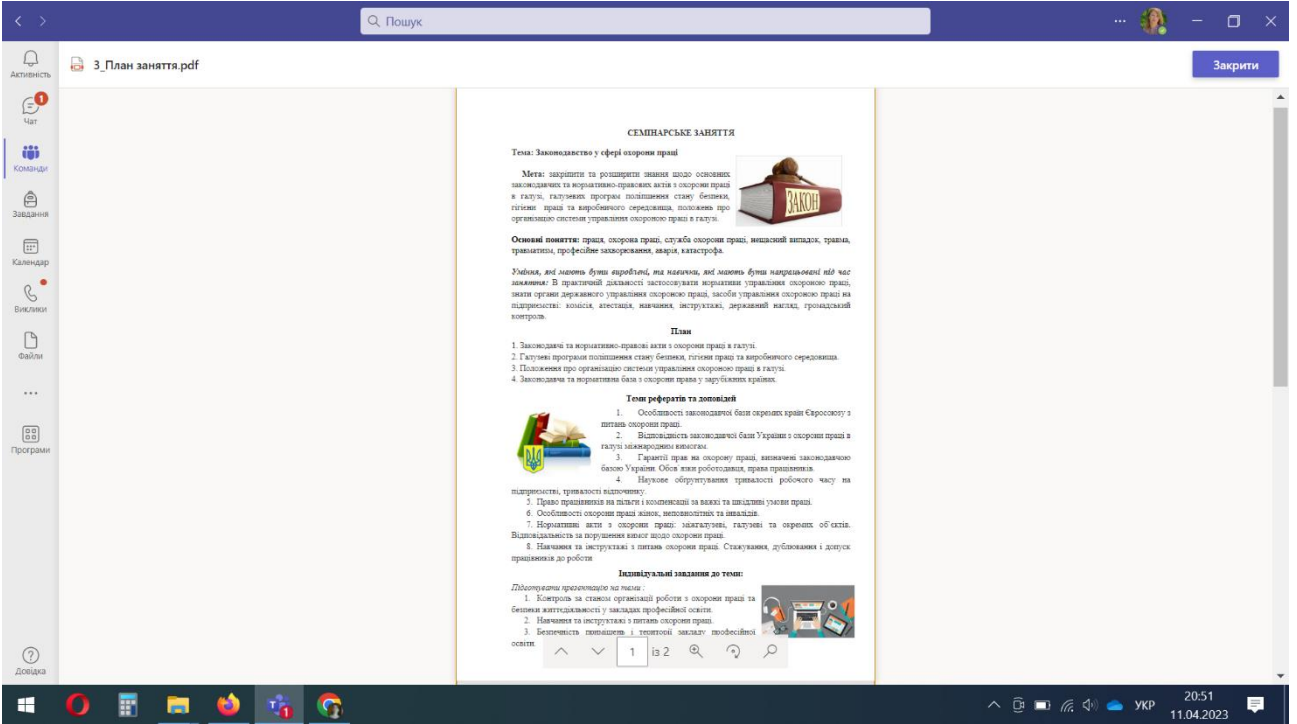 Пошук
3_План заняття.pdf
Закрити
Активність
Чат
1
Команди
Завдання
Календар
Виклики
Файли
Програми
Довідка
СЕМІНАРСЬКЕ ЗАНЯТТЯ
Тема: Законодавство у сфері охорони праці
Мета: закріпити та розширити знання щодо основних
законодавчих та нормативно-правових актів з охорони праці
в галузі, галузевих програм поліпшення стану безпеки,
гігієни праці та виробничого середовища, положень про
організацію системи управління охороною праці в галузі.
ЗАКОН
Основні поняття: праця, охорона праці, служба охорони праці, нещасний випадок, травма,
травматизм, професійне захворювання, аварія, катастрофа.
Уміння, які мають бути вироблені, та навички, які мають бути напрацьовані під час
заняття: В практичній діяльності застосовувати нормативи управління охороною праці,
знати органи державного управління охороною праці, засоби управління охороною праці на
підприємстві: комісія, атестація, навчання, інструктажі, державний нагляд, громадський
контроль.
План
1. Законодавчі та нормативно-правові акти з охорони праці в галузі.
2. Галузеві програми поліпшення стану безпеки, гігієни праці та виробничого середовища.
3. Положення про організацію системи управління охороною праці в галузі.
4. Законодавча та нормативна база з охорони права у зарубіжних країнах.
Теми рефератів та доповідей
1. Особливості законодавчої бази окремих країн Євросоюзу з
питань охорони праці.
2. Відповідність законодавчої бази України з охорони праці в
галузі міжнародним вимогам.
3. Гарантії прав на охорону праці, визначені законодавчою
базою України. Обов'язки роботодавця, права працівників.
4. Наукове обґрунтування тривалості робочого часу на
підприємстві, тривалості відпочинку.
5. Право працівників на пільги і компенсації за важкі та шкідливі умови праці.
6. Особливості охорони праці жінок, неповнолітніх та інвалідів.
7. Нормативні акти з охорони праці: міжгалузеві, галузеві та окремих об'єктів.
Відповідальність за порушення вимог щодо охорони праці.
8. Навчання та інструктажі з питань охорони праці. Стажування, дублювання і допуск
працівників до роботи.
Індивідуальні завдання до теми:
Підготувати презентацію на теми :
1. Контроль за станом організації роботи з охорони праці та
безпеки життєдіяльності у закладах професійної освіти.
2. Навчання та інструктажі з питань охорони праці.
3. Безпечність приміщень і території закладу професійної
освіти.
1 із 2
УКР
20:51
11.04.2023